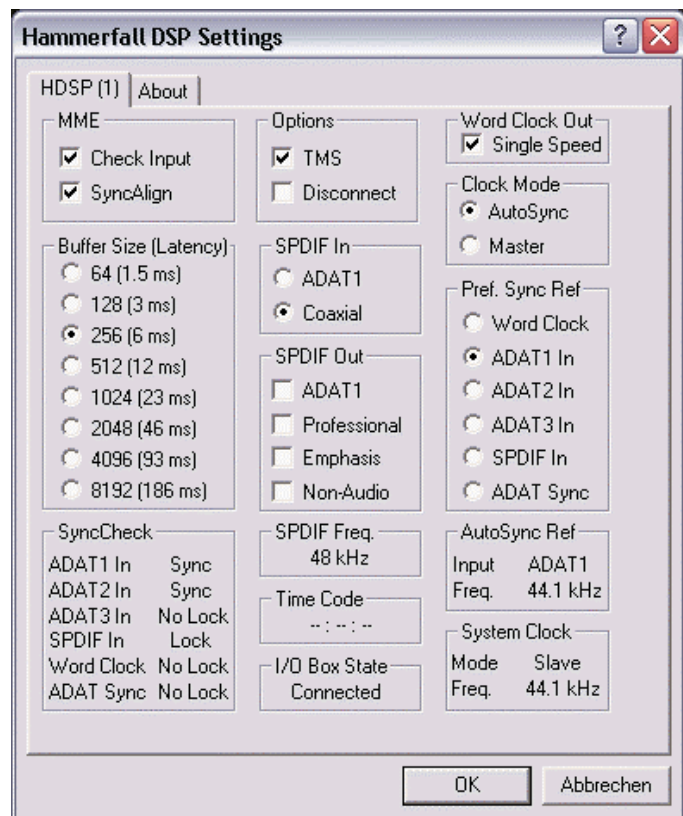 Hammerfall DSP Settings
HDSP (1)
About
MME
Check Input
SyncAlign
Options
TMS
Disconnect
Word Clock Out
Single Speed
Clock Mode
AutoSync
Master
Buffer Size (Latency)
64 (1.5 ms)
128 (3 ms)
256 (6 ms)
512 (12 ms)
1024 (23 ms)
2048 (46 ms)
4096 (93 ms)
8192 (186 ms)
SPDIF In
ADAT1
Coaxial
SPDIF Out
ADAT1
Professional
Emphasis
Non-Audio
Pref. Sync Ref
Word Clock
ADAT1 In
ADAT2 In
ADAT3 In
SPDIF In
ADAT Sync
SyncCheck
ADAT1 In Sync
ADAT2 In Sync
ADAT3 In No Lock
SPDIF In Lock
Word Clock No Lock
ADAT Sync No Lock
SPDIF Freq.
48 kHz
Time Code
-- : -- : --
I/O Box State
Connected
AutoSync Ref
Input ADAT1
Freq. 44.1 kHz
System Clock
Mode Slave
Freq. 44.1 kHz
OK
Abbrechen